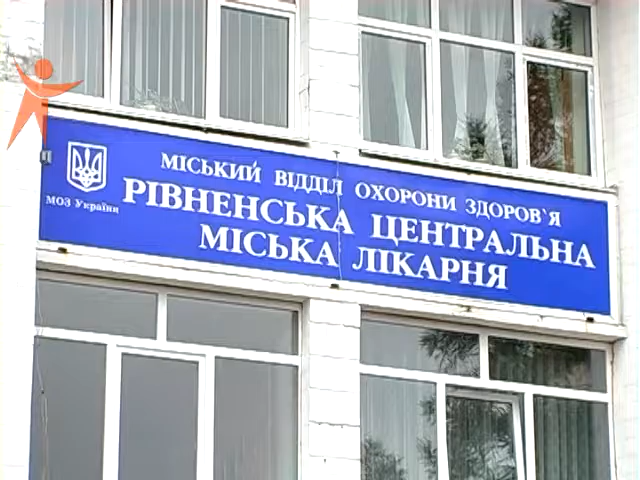 МІСЬКИЙ ВІДДІЛ ОХОРОНИ ЗДОРОВ`Я
МОЗ України
РІВНЕНСЬКА ЦЕНТРАЛЬНА
МІСЬКА ЛІКАРНЯ